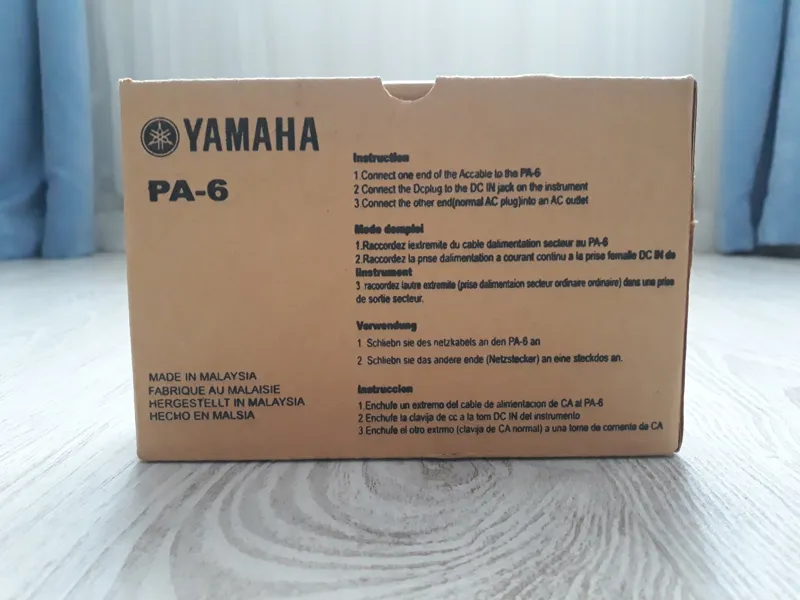 YAMAHA
PA-6
Instruction
1.Connect one end of the Accable to the PA-6
2 Connect the Dcplug to the DC IN jack on the instrument
3.Connect the other end(normal AC plug)into an AC outlet
Mode demploi
1.Raccordez iextremite du cable dalimentation secteur au PA-6
2.Raccordez la prise dalimentation a courant continu a le prise femalle DC IN de
linstrument
3 racoordez lautre extremite (prise dalimentaion secteur ordinaire ordinaire) dans une prise
de sortie secteur.
Verwendung
1 Schliebn sie des netzkabels an den PA-6 an
2 Schliebn sie das andere ende (Netzstecker) an eine steckdos an.
Instruccion
1.Enchufe un extremo del cable de alimentacion de CA al PA-6
2.Enchufe la clavija de cc a la torn DC IN del instrumento
3.Enchufe el otro extrmo (clavija de CA normal) a una torne de comente de CA
MADE IN MALAYSIA
FABRIQUE AU MALAISIE
HERGESTELLT IN MALAYSIA
HECHO EN MALSIA